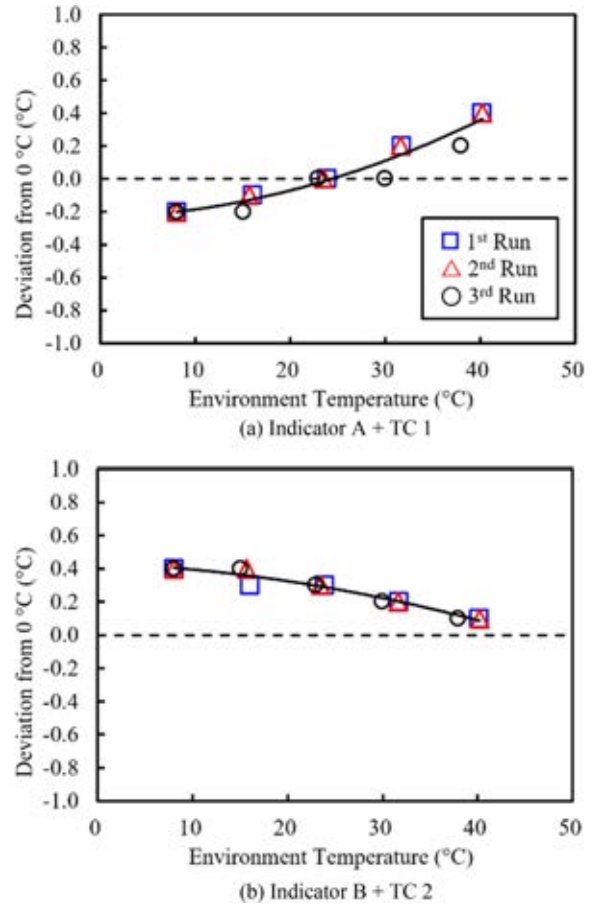 1.0
0.8
0.6
0.4
0.2
0.0
-0.2
-0.4
-0.6
-0.8
-1.0
Deviation from 0 °C (°C)
1st Run
2nd Run
3rd Run
0 10 20 30 40 50
Environment Temperature (°C)
(a) Indicator A + TC 1
1.0
0.8
0.6
0.4
0.2
0.0
-0.2
-0.4
-0.6
-0.8
-1.0
Deviation from 0 °C (°C)
0 10 20 30 40 50
Environment Temperature (°C)
(b) Indicator B + TC 2